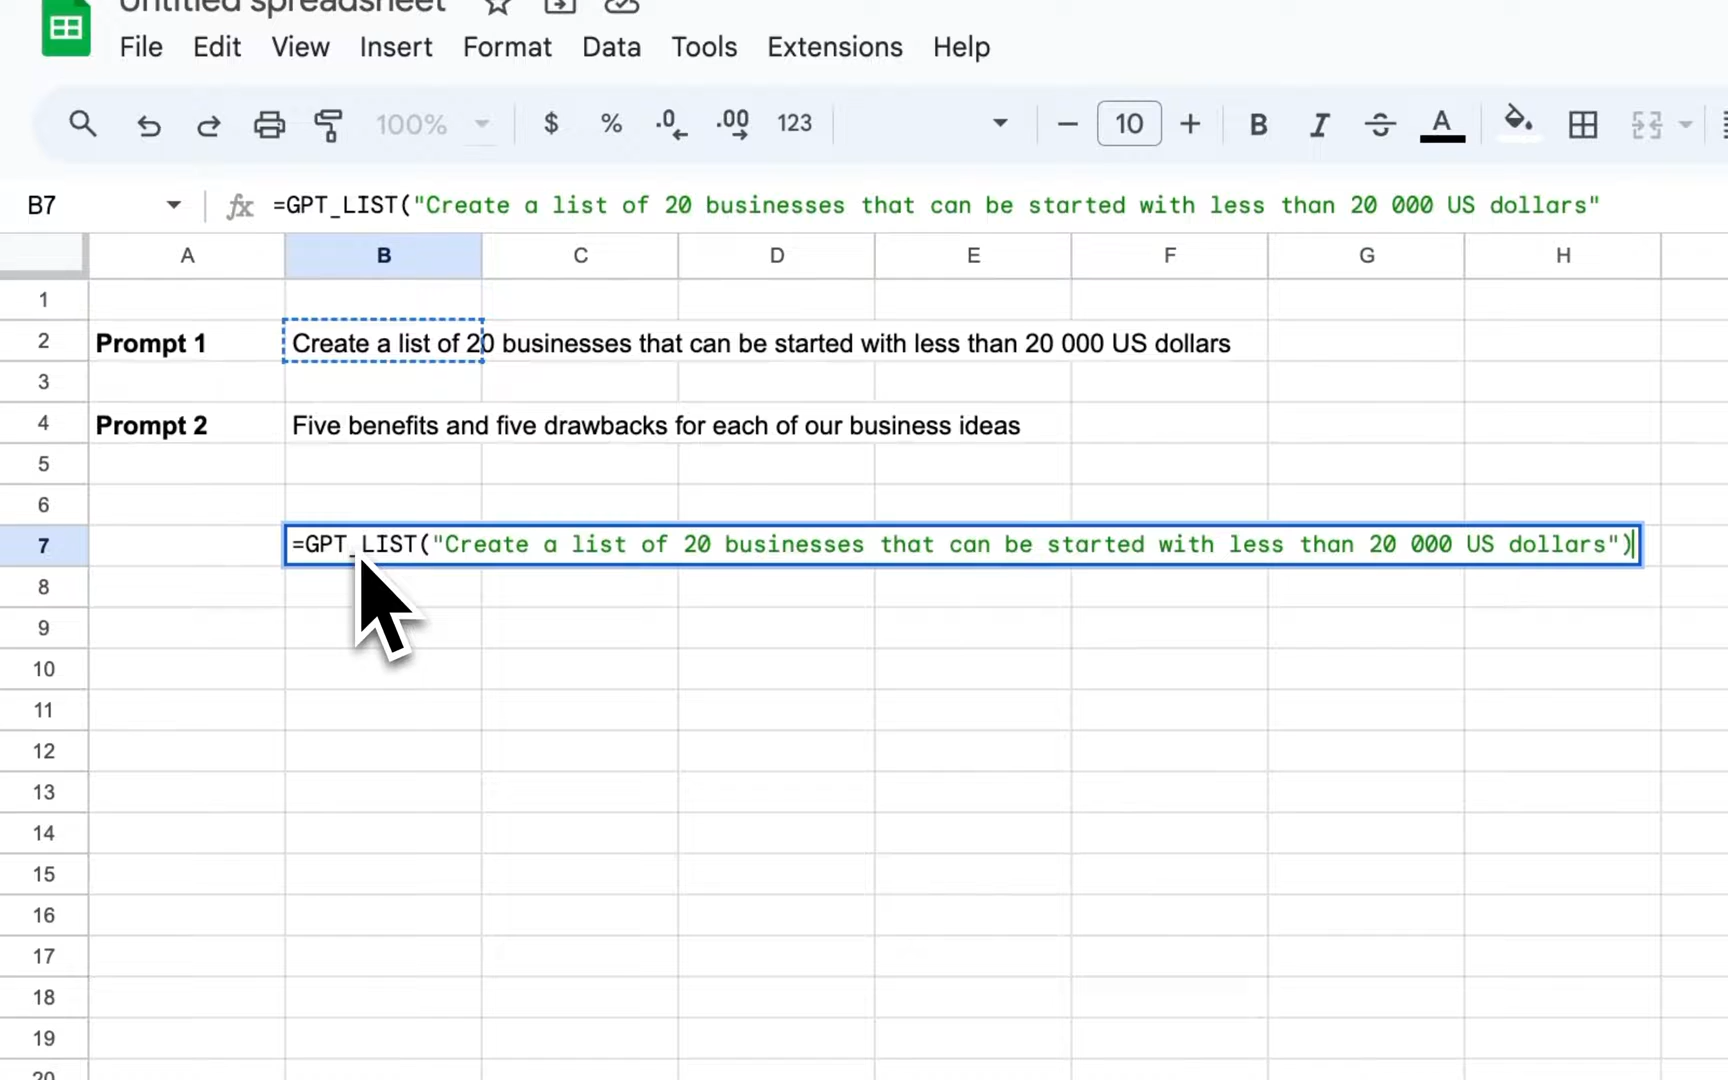 Untitled spreadsheet
File Edit View Insert Format Data Tools Extensions Help
100% $ % .0 .00 123 10 B I S A
B7 fx =GPT_LIST("Create a list of 20 businesses that can be started with less than 20 000 US dollars"
A B C D E F G H
1
2 Prompt 1 Create a list of 20 businesses that can be started with less than 20 000 US dollars
3
4 Prompt 2 Five benefits and five drawbacks for each of our business ideas
5
6
7 =GPT_LIST("Create a list of 20 businesses that can be started with less than 20 000 US dollars")
8
9
10
11
12
13
14
15
16
17
18
19
20